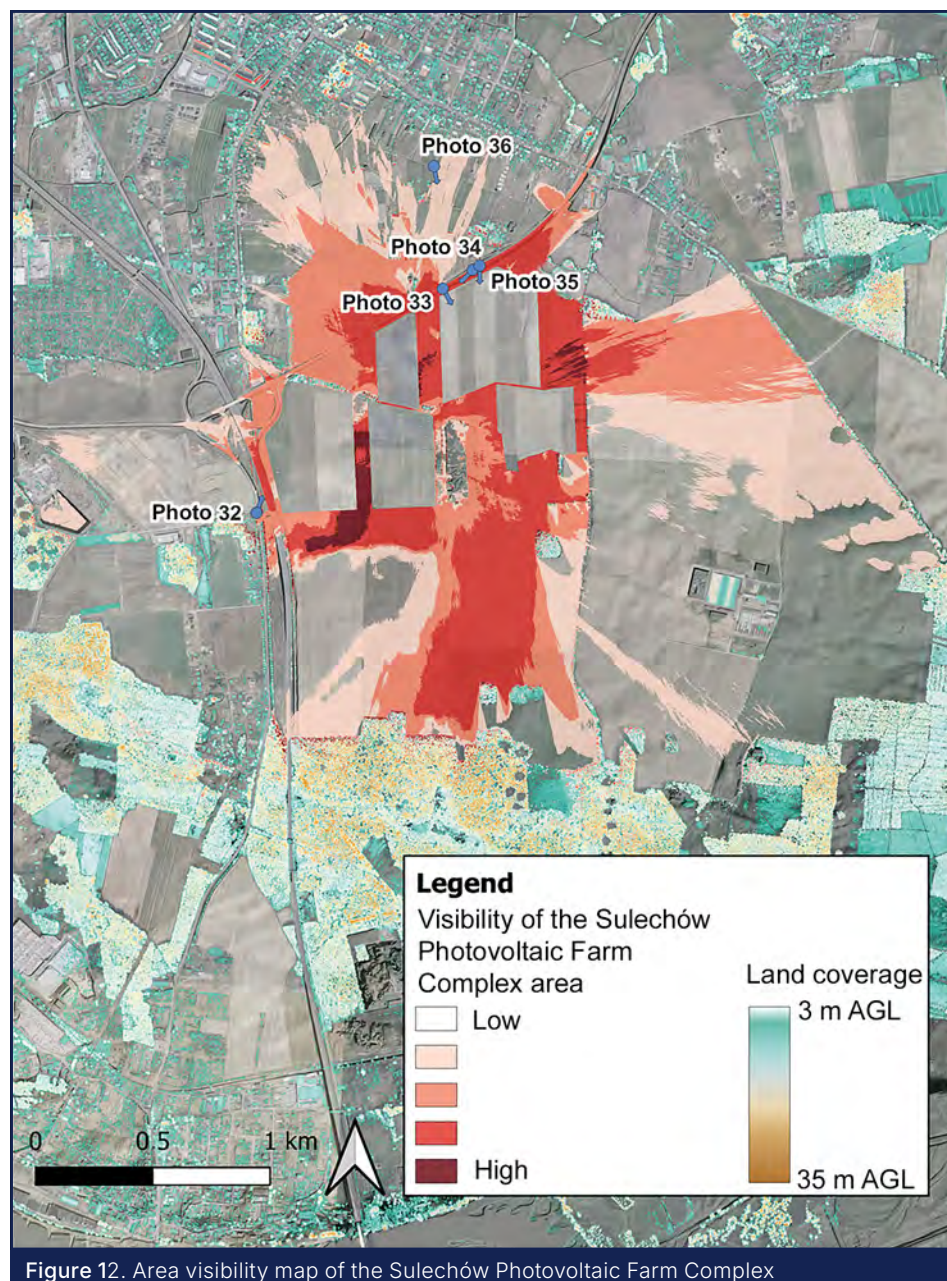 Photo 36
Photo 34
Photo 35
Photo 33
Photo 32
Legend
Visibility of the Sulechów
Photovoltaic Farm
Complex area
Low
High
Land coverage
3 m AGL
35 m AGL
0 0.5 1 km
Figure 12. Area visibility map of the Sulechów Photovoltaic Farm Complex